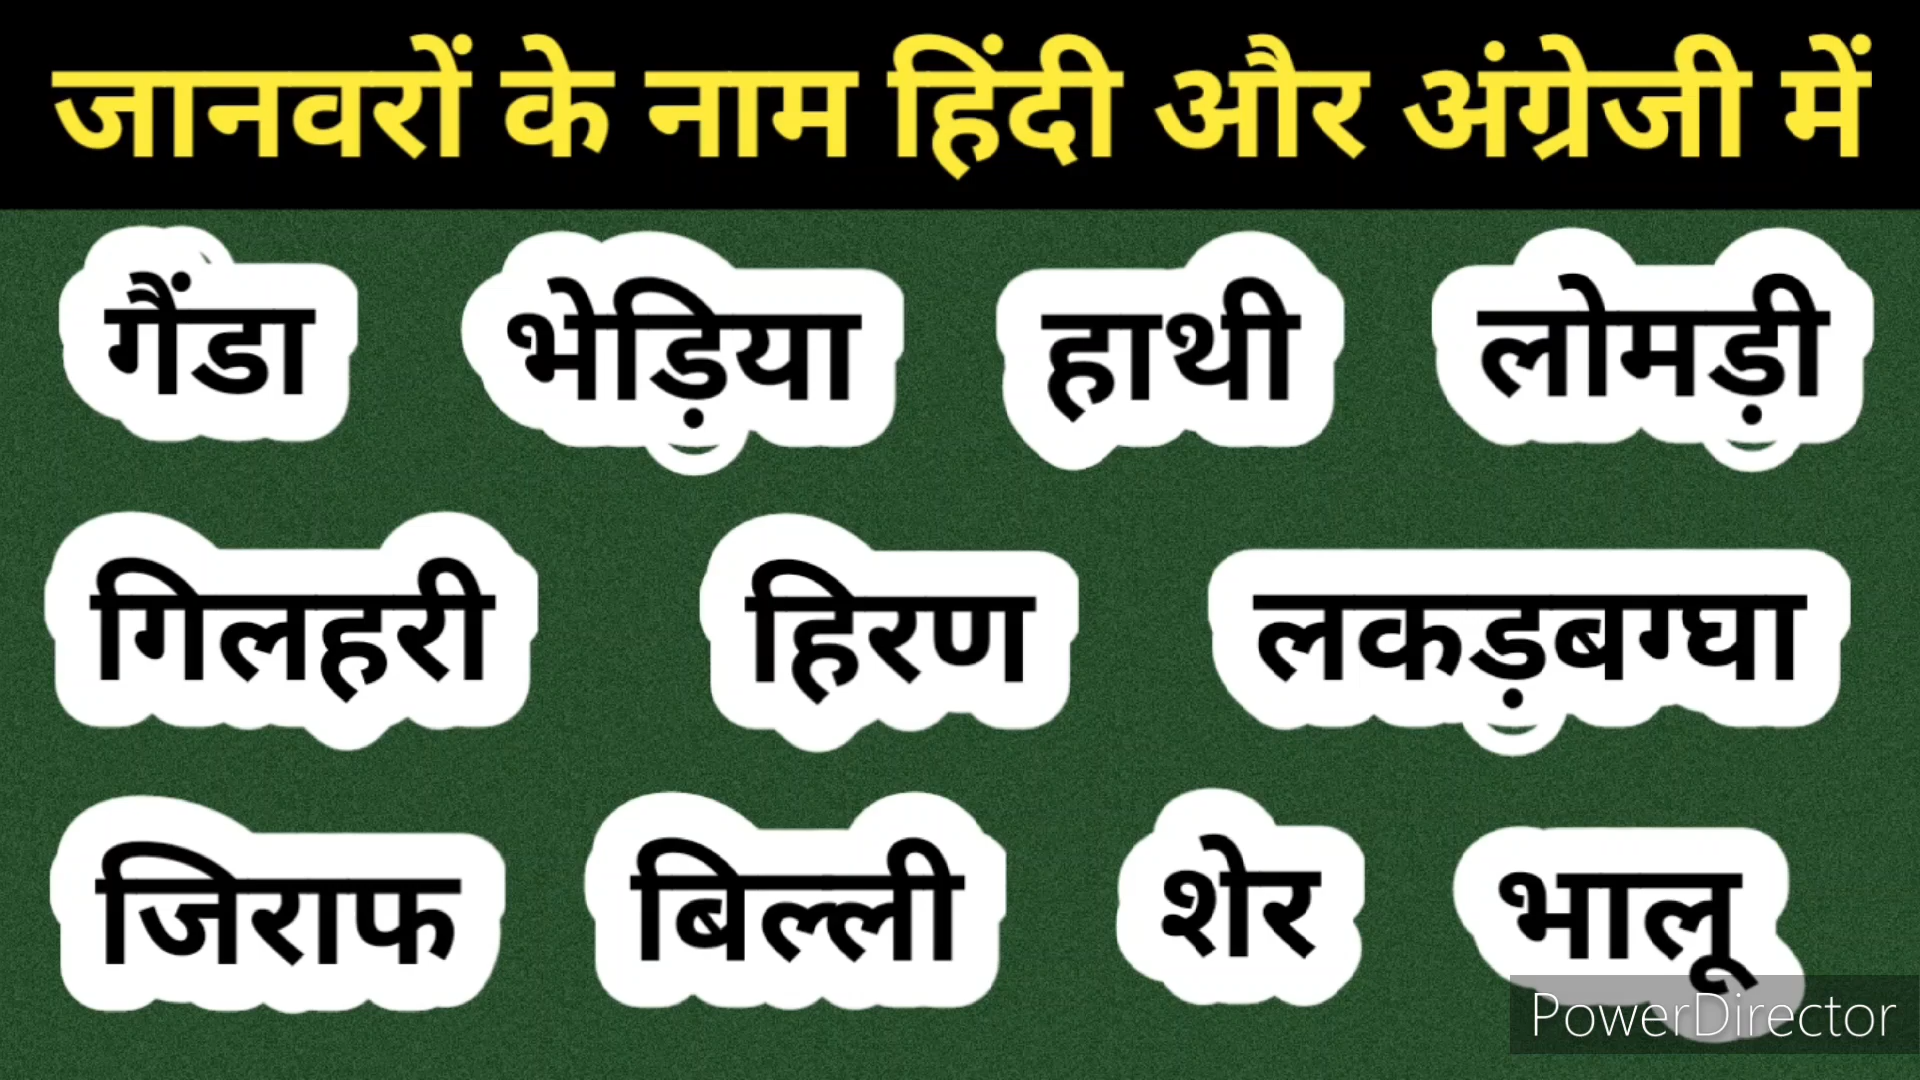 जानवरों के नाम हिंदी और अंग्रेजी में
गैंडा भेड़िया हाथी लोमड़ी
गिलहरी हिरण लकड़बग्घा
जिराफ बिल्ली शेर भालू
PowerDirector